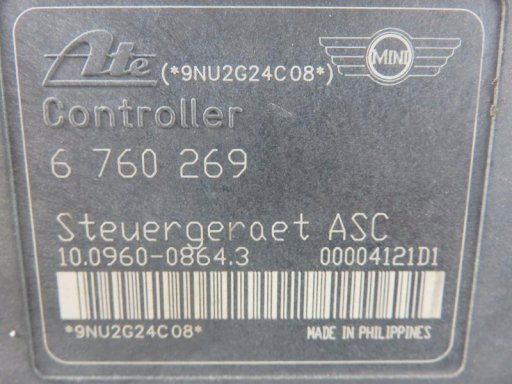 Ate (*9NU2G24C08*) MINI
Controller
6 760 269
Steuergeraet ASC
10.0960-0864.3 00004121D1
*9NU2G24C08* MADE IN PHILIPPINES